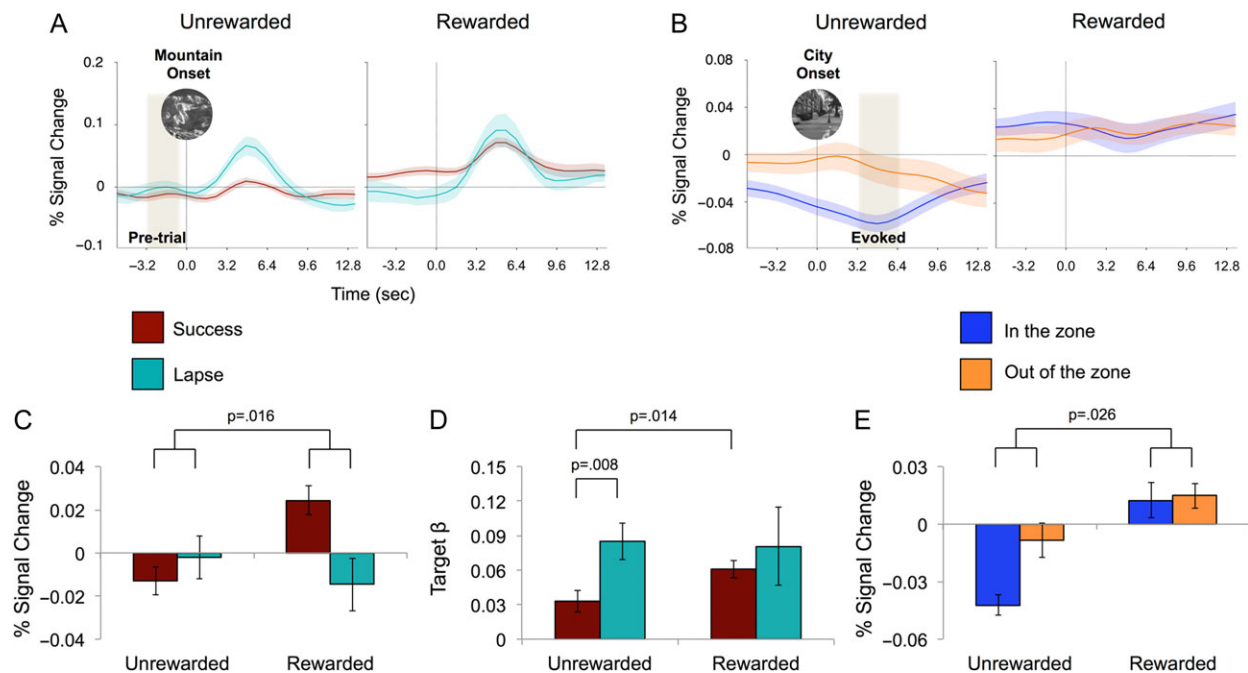 A
Unrewarded
Rewarded
Mountain
Onset
% Signal Change
0.2
0.1
0
−0.1
Pre-trial
−3.2 0.0 3.2 6.4 9.6 12.8
−3.2 0.0 3.2 6.4 9.6 12.8
Time (sec)
Success
Lapse
B
Unrewarded
Rewarded
City
Onset
% Signal Change
0.08
0.04
0
−0.04
−0.08
Evoked
−3.2 0.0 3.2 6.4 9.6 12.8
−3.2 0.0 3.2 6.4 9.6 12.8
In the zone
Out of the zone
C
p=.016
% Signal Change
0.04
0.02
0
−0.02
−0.04
Unrewarded Rewarded
D
p=.014
p=.008
Target β
0.15
0.12
0.09
0.06
0.03
0
Unrewarded Rewarded
E
p=.026
% Signal Change
0.03
0
−0.03
−0.06
Unrewarded Rewarded